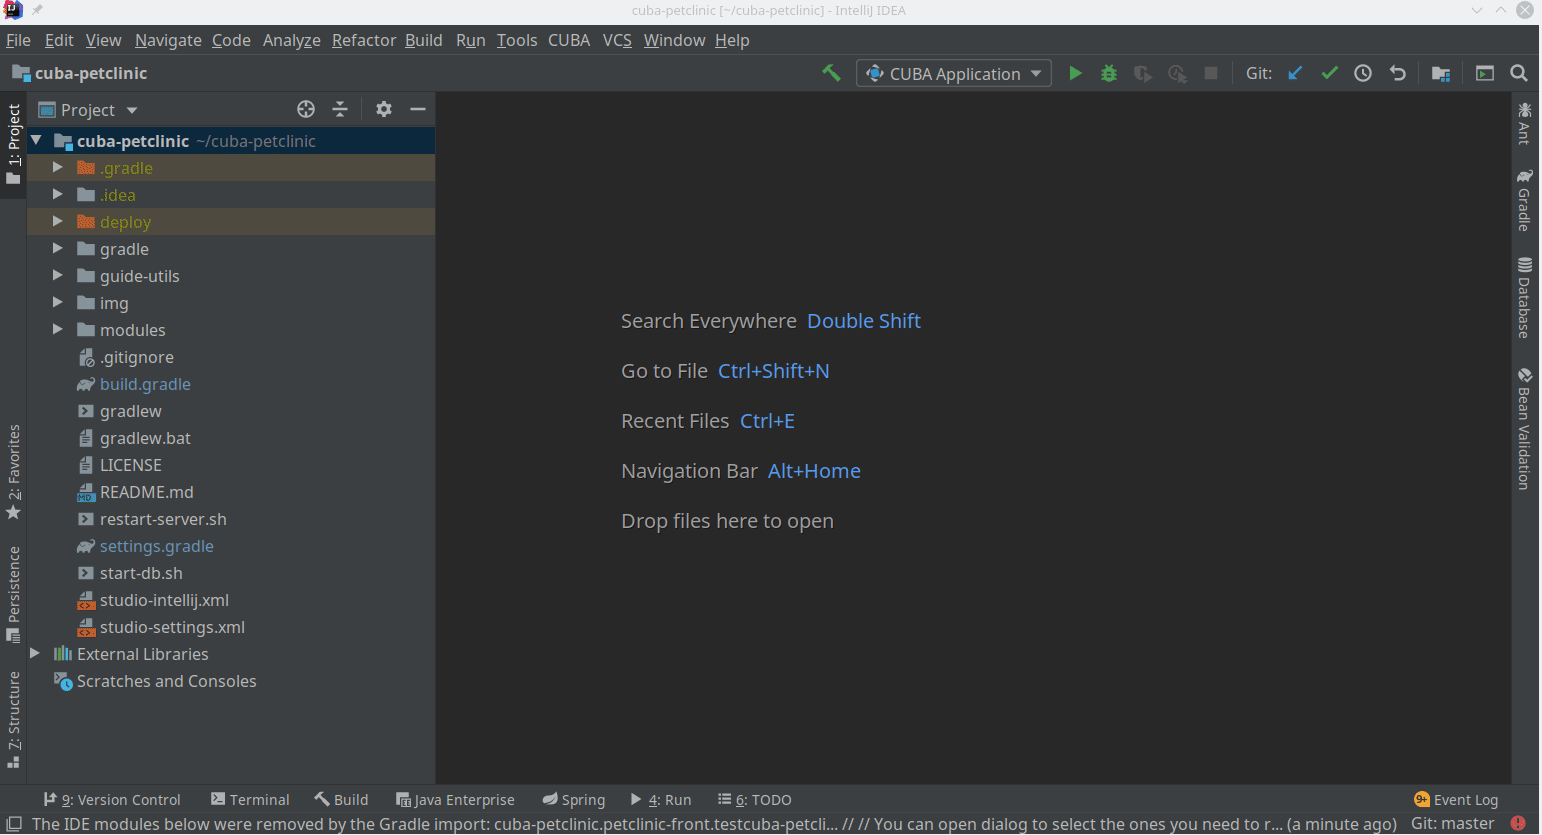 cuba-petclinic [~/cuba-petclinic] - IntelliJ IDEA
File Edit View Navigate Code Analyze Refactor Build Run Tools CUBA VCS Window Help
cuba-petclinic
CUBA Application
Git:
1: Project
Project
cuba-petclinic ~/cuba-petclinic
.gradle
.idea
deploy
gradle
guide-utils
img
modules
.gitignore
build.gradle
gradlew
gradlew.bat
LICENSE
README.md
restart-server.sh
settings.gradle
start-db.sh
studio-intellij.xml
studio-settings.xml
External Libraries
Scratches and Consoles
2: Favorites
Persistence
7: Structure
Search Everywhere Double Shift
Go to File Ctrl+Shift+N
Recent Files Ctrl+E
Navigation Bar Alt+Home
Drop files here to open
Ant
Gradle
Database
Bean Validation
9: Version Control Terminal Build Java Enterprise Spring 4: Run 6: TODO 9+ Event Log
The IDE modules below were removed by the Gradle import: cuba-petclinic.petclinic-front.testcuba-petcli... // // You can open dialog to select the ones you need to r... (a minute ago) Git: master